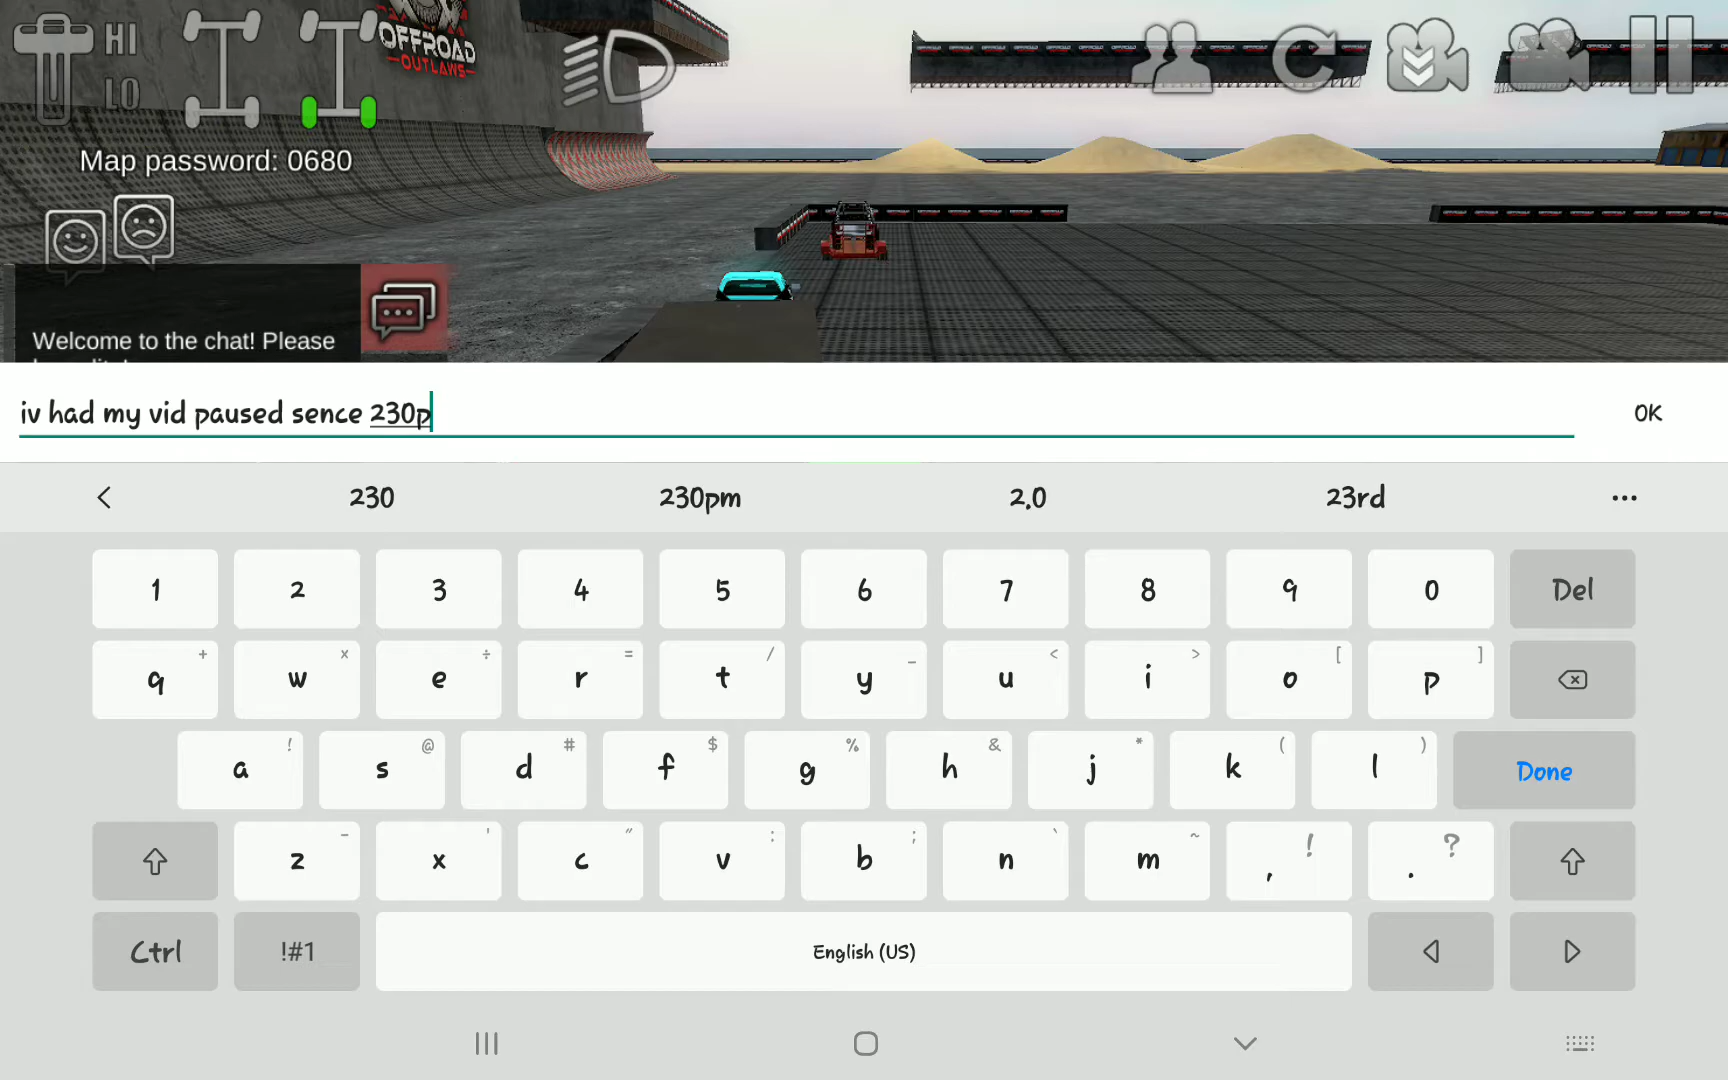 HI
LO
OFFROAD
OUTLAWS
Map password: 0680
Welcome to the chat! Please
iv had my vid paused sence 230p
OK
230 230pm 2.0 23rd ...
1 2 3 4 5 6 7 8 9 0 Del
+ × ÷ = / _ < > [ ]
q w e r t y u i o p
! @ # $ % & * ( )
a s d f g h j k l Done
- ' " : ; ` ~ ! ?
z x c v b n m , .
Ctrl !#1 English (US)